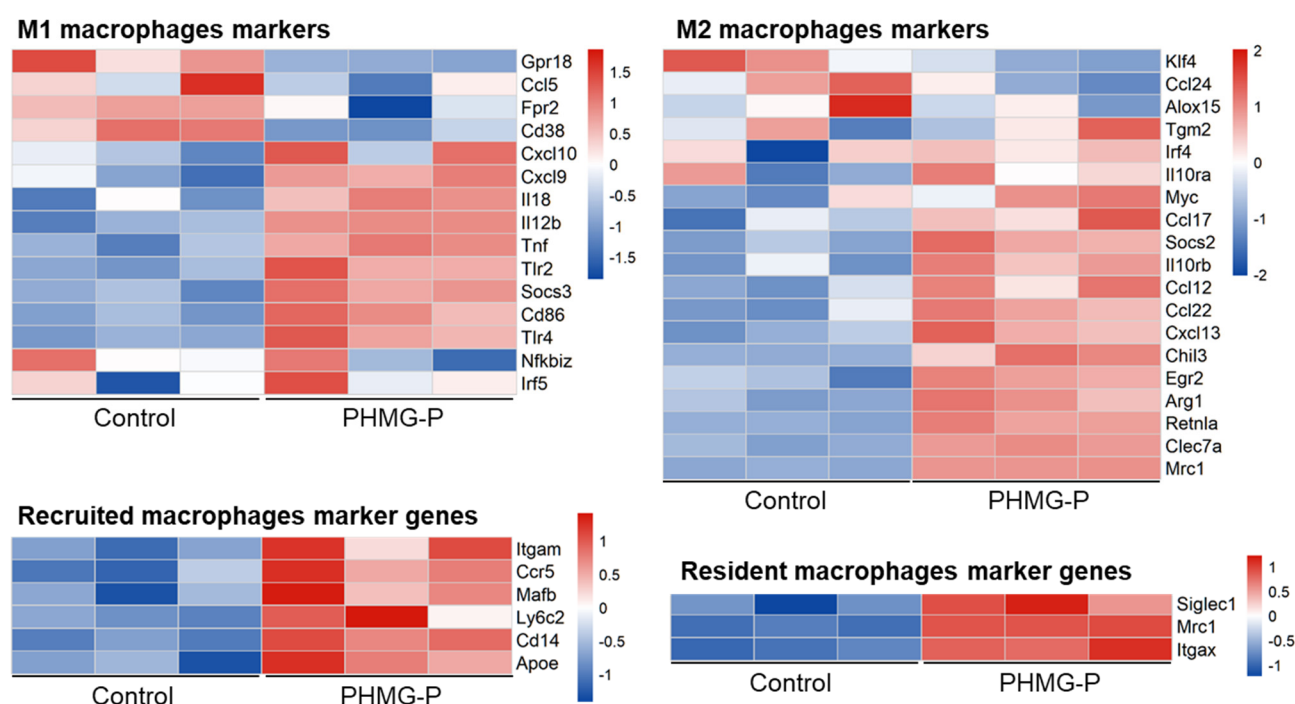 M1 macrophages markers
Gpr18
Ccl5
Fpr2
Cd38
Cxcl10
Cxcl9
Il18
Il12b
Tnf
Tlr2
Socs3
Cd86
Tlr4
Nfkbiz
Irf5
1.5
1
0.5
0
-0.5
-1
-1.5
Control
PHMG-P
M2 macrophages markers
Klf4
Ccl24
Alox15
Tgm2
Irf4
Il10ra
Myc
Ccl17
Socs2
Il10rb
Ccl12
Ccl22
Cxcl13
Chil3
Egr2
Arg1
Retnla
Clec7a
Mrc1
2
1
0
-1
-2
Control
PHMG-P
Recruited macrophages marker genes
Itgam
Ccr5
Mafb
Ly6c2
Cd14
Apoe
1
0.5
0
-0.5
-1
Control
PHMG-P
Resident macrophages marker genes
Siglec1
Mrc1
Itgax
1
0.5
0
-0.5
-1
Control
PHMG-P